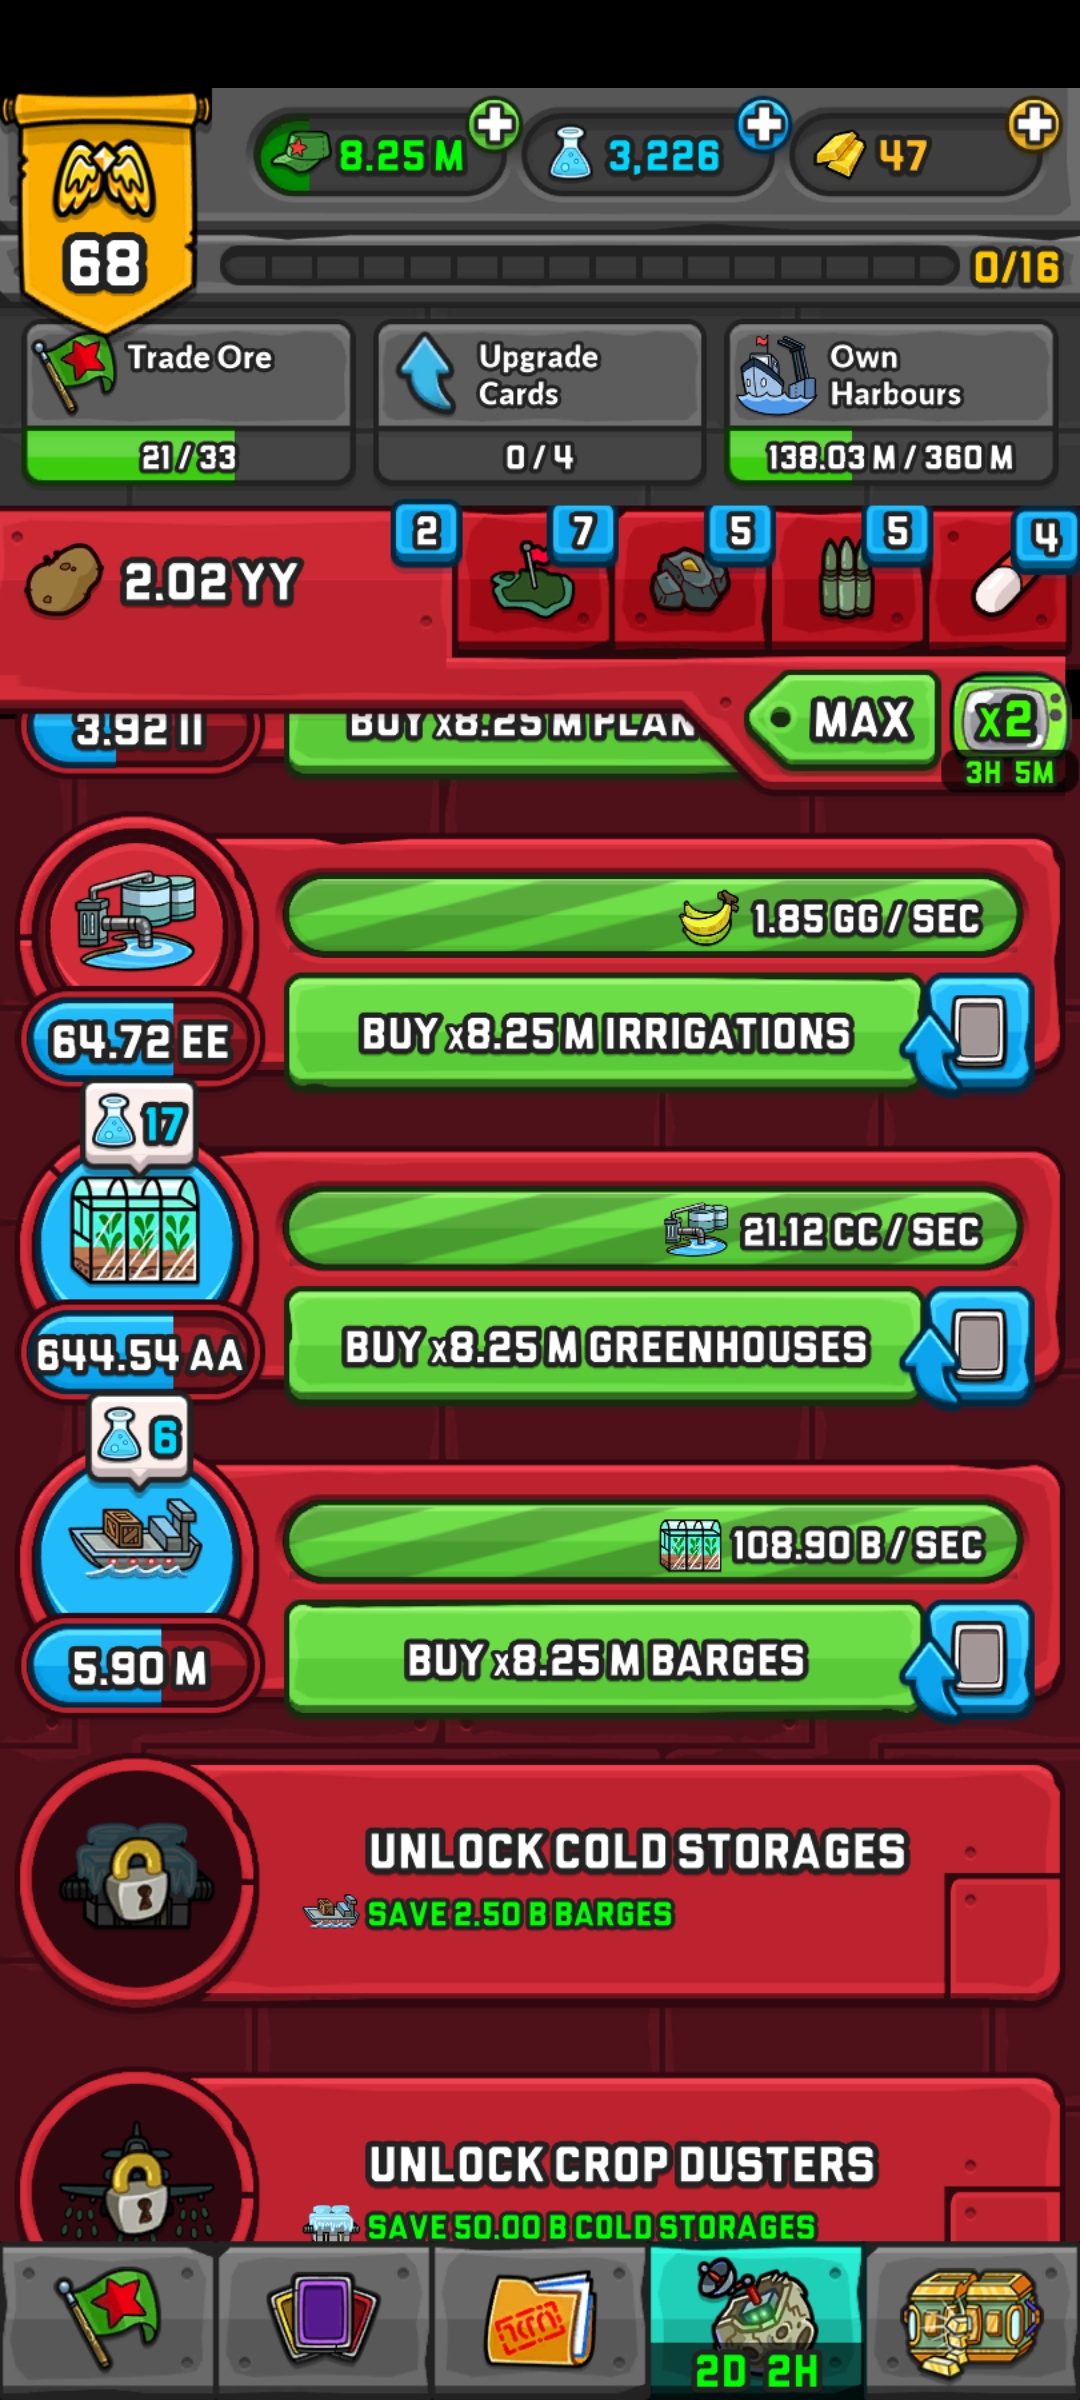 8.25 M
3,226
47
68
0/16
Trade Ore
21 / 33
Upgrade
Cards
0 / 4
Own
Harbours
138.03 M / 360 M
2.02 YY
2
7
5
5
4
MAX
x2
3H 5M
3.92 II
BUY x8.25 M PLAN
1.85 GG / SEC
64.72 EE
BUY x8.25 M IRRIGATIONS
17
21.12 CC / SEC
644.54 AA
BUY x8.25 M GREENHOUSES
6
108.90 B / SEC
5.90 M
BUY x8.25 M BARGES
UNLOCK COLD STORAGES
SAVE 2.50 B BARGES
UNLOCK CROP DUSTERS
SAVE 50.00 B COLD STORAGES
2D 2H